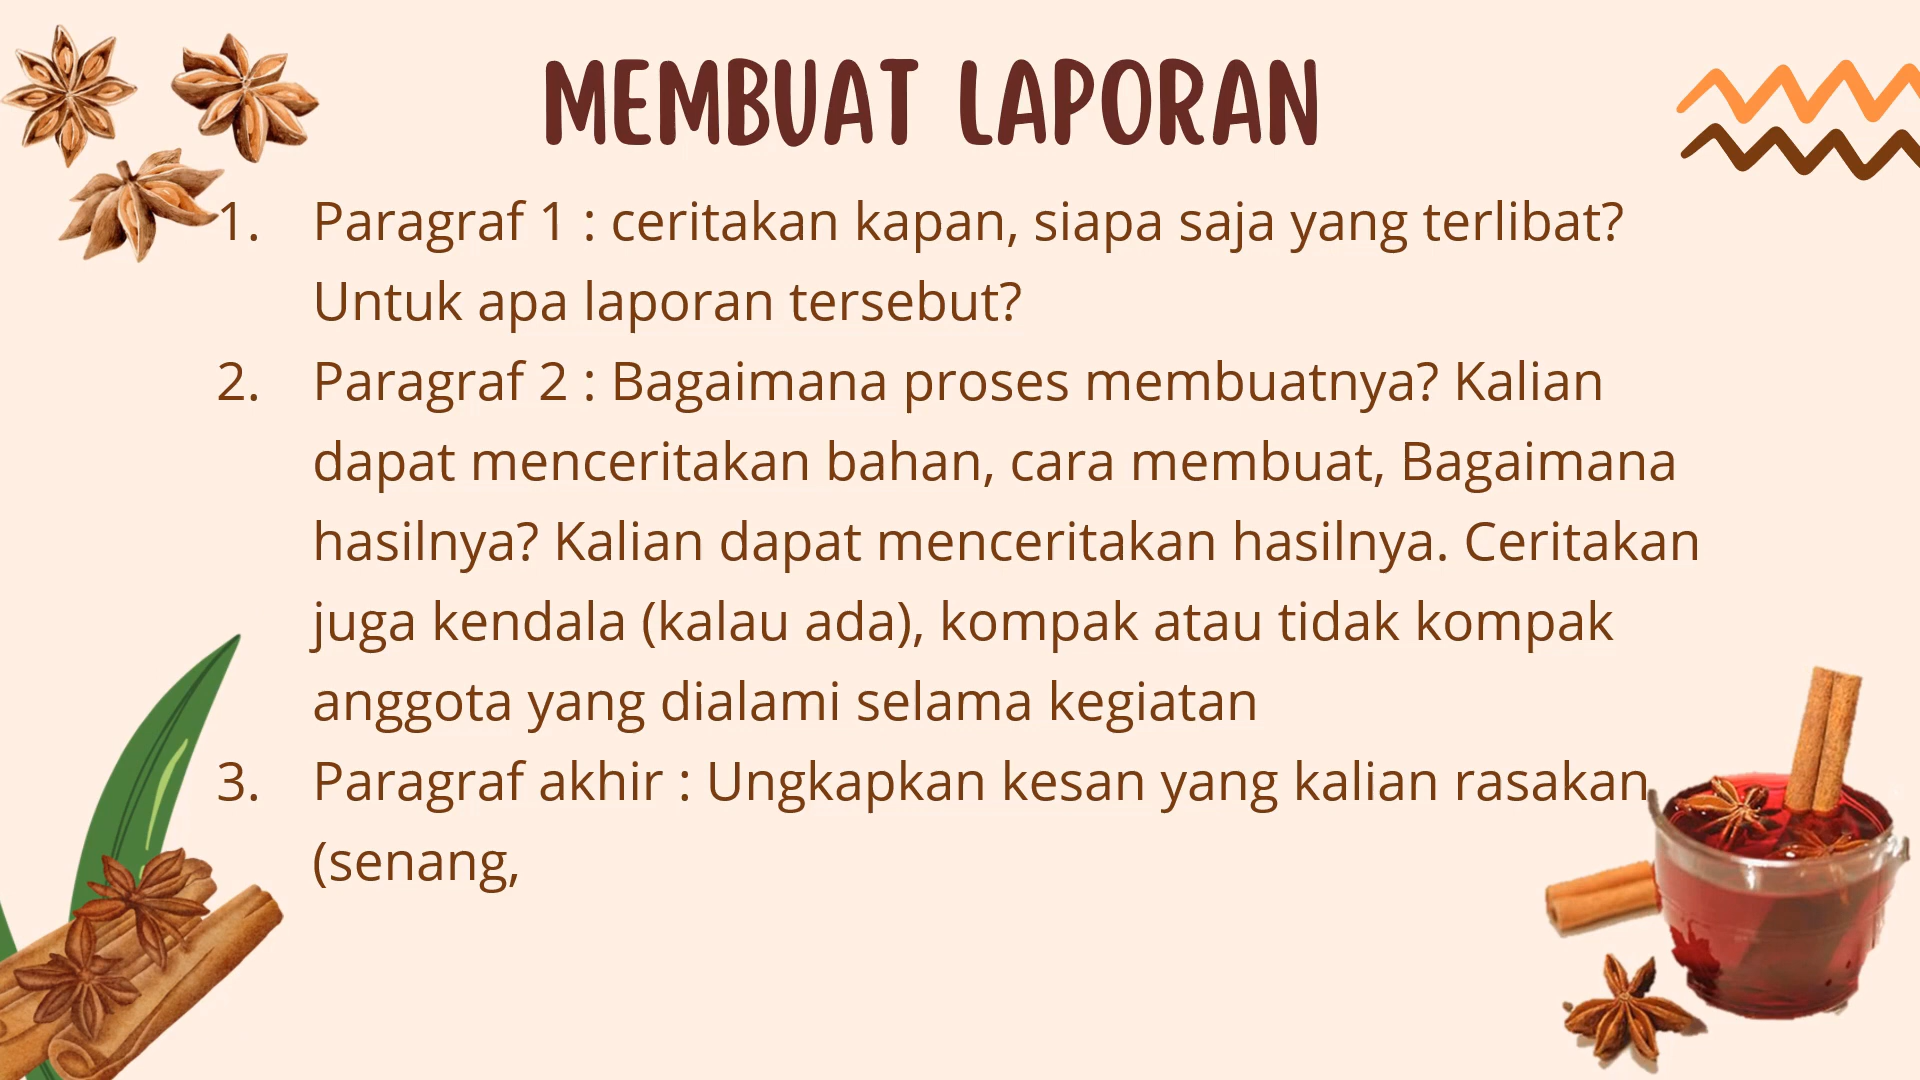 MEMBUAT LAPORAN
1. Paragraf 1 : ceritakan kapan, siapa saja yang terlibat?
Untuk apa laporan tersebut?
2. Paragraf 2 : Bagaimana proses membuatnya? Kalian
dapat menceritakan bahan, cara membuat, Bagaimana
hasilnya? Kalian dapat menceritakan hasilnya. Ceritakan
juga kendala (kalau ada), kompak atau tidak kompak
anggota yang dialami selama kegiatan
3. Paragraf akhir : Ungkapkan kesan yang kalian rasakan
(senang,